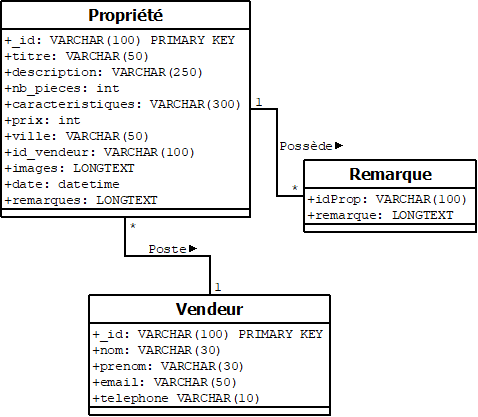 Propriété
+_id: VARCHAR(100) PRIMARY KEY
+titre: VARCHAR(50)
+description: VARCHAR(250)
+nb_pieces: int
+caracteristiques: VARCHAR(300)
+prix: int
+ville: VARCHAR(50)
+id_vendeur: VARCHAR(100)
+images: LONGTEXT
+date: datetime
+remarques: LONGTEXT
1
Possède
*
Remarque
+idProp: VARCHAR(100)
+remarque: LONGTEXT
*
Poste
1
Vendeur
+_id: VARCHAR(100) PRIMARY KEY
+nom: VARCHAR(30)
+prenom: VARCHAR(30)
+email: VARCHAR(50)
+telephone VARCHAR(10)